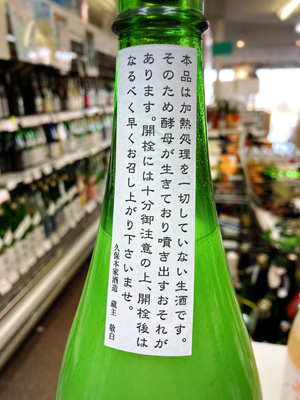 本品は加熱処理を一切していない生酒です。
そのため酵母が生きており噴き出すおそれが
あります。開栓には十分御注意の上、開栓後は
なるべく早くお召し上がり下さいませ。
久保本家酒造 蔵主 敬白